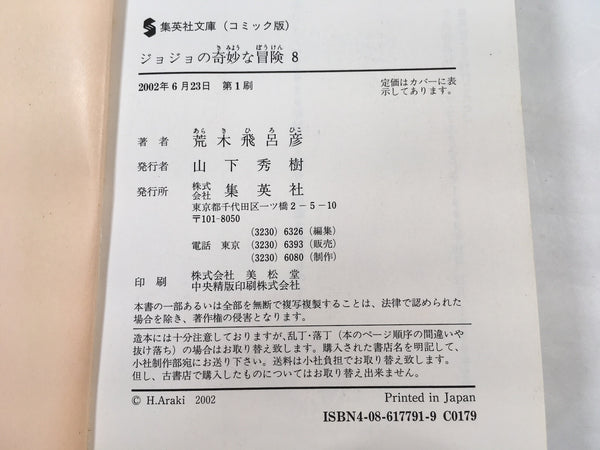 集英社文庫（コミック版）
ジョジョの奇妙な冒険 8
きみょう ぼうけん
2002年6月23日 第1刷
定価はカバーに表示してあります。
あらきひろひこ
著者 荒木飛呂彦
発行者 山下秀樹
発行所 株式会社 集英社
東京都千代田区一ツ橋2－5－10
〒101-8050
(3230) 6326（編集）
電話 東京 (3230) 6393（販売）
(3230) 6080（制作）
印刷 株式会社 美松堂
中央精版印刷株式会社
本書の一部あるいは全部を無断で複写複製することは、法律で認められた
場合を除き、著作権の侵害となります。
造本には十分注意しておりますが、乱丁・落丁（本のページ順序の間違いや
抜け落ち）の場合はお取り替え致します。購入された書店名を明記して、
小社制作部宛にお送り下さい。送料は小社負担でお取り替え致します。
但し、古書店で購入したものについてはお取り替え出来ません。
© H.Araki 2002
Printed in Japan
ISBN4-08-617791-9 C0179